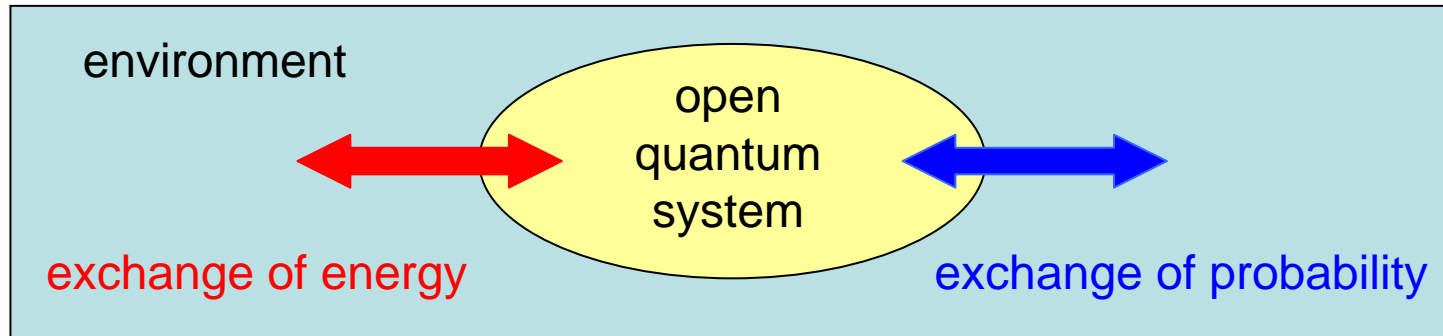 environment
open
quantum
system
exchange of energy
exchange of probability